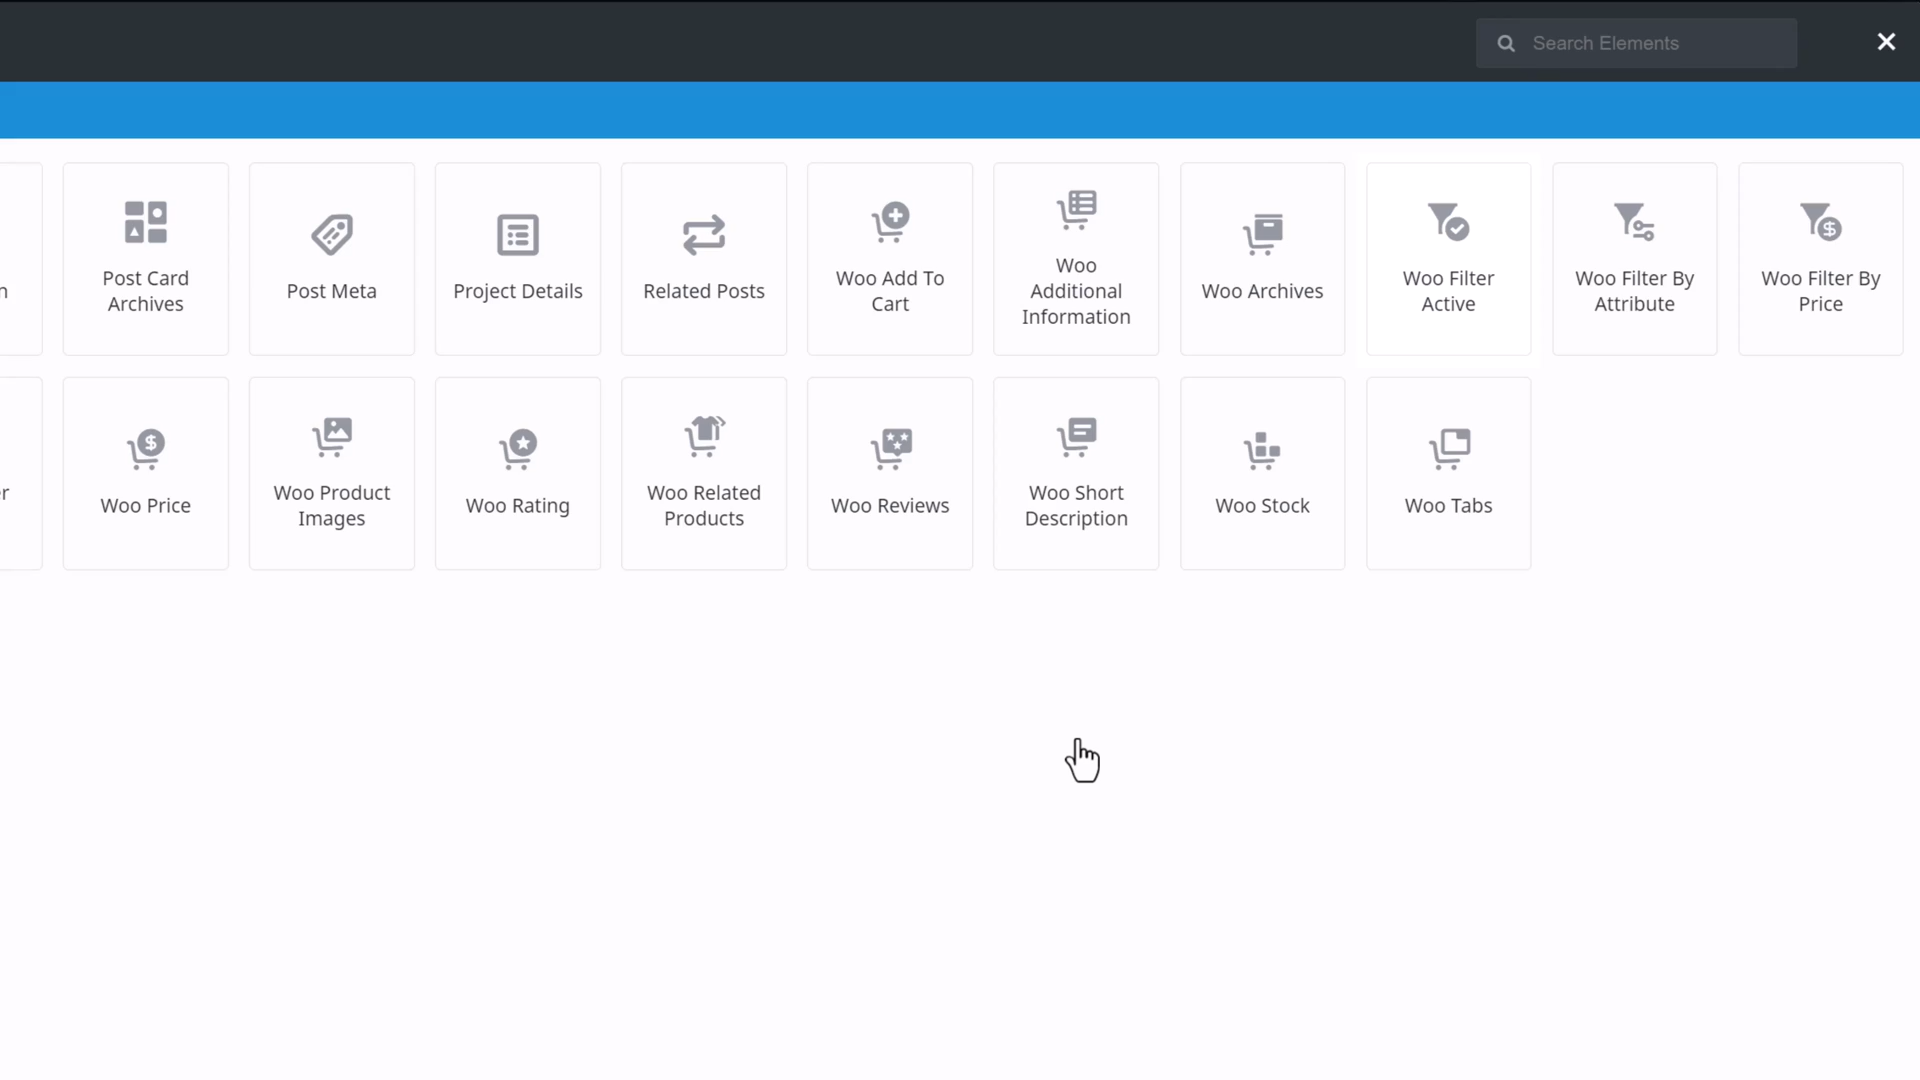 Search Elements
n
Post Card
Archives
Post Meta
Project Details
Related Posts
Woo Add To
Cart
Woo
Additional
Information
Woo Archives
Woo Filter
Active
Woo Filter By
Attribute
Woo Filter By
Price
r
Woo Price
Woo Product
Images
Woo Rating
Woo Related
Products
Woo Reviews
Woo Short
Description
Woo Stock
Woo Tabs